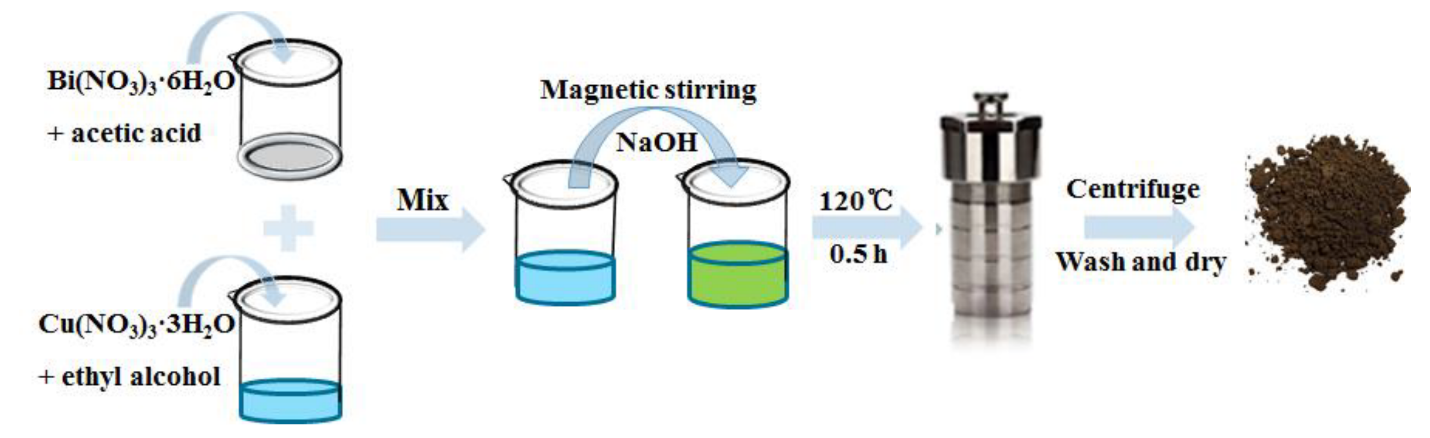 Bi(NO₃)₃·6H₂O
+ acetic acid
Cu(NO₃)₃·3H₂O
+ ethyl alcohol
Mix
Magnetic stirring
NaOH
120℃
0.5 h
Centrifuge
Wash and dry